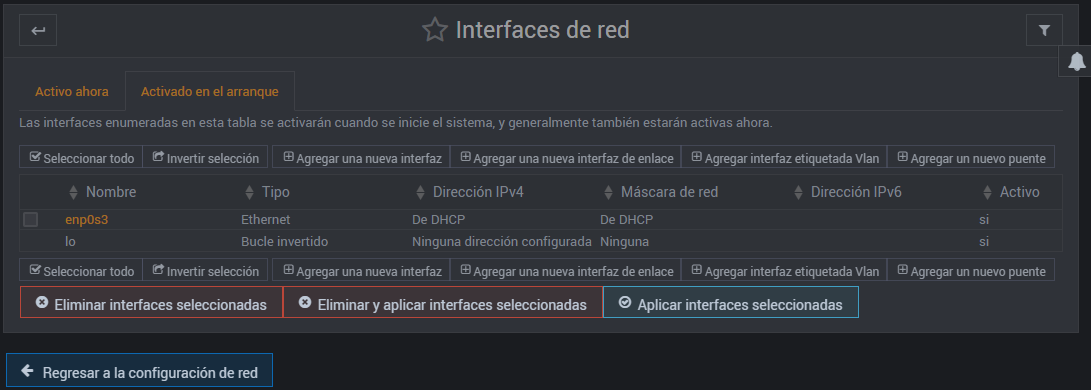 Interfaces de red
Activo ahora
Activado en el arranque
Las interfaces enumeradas en esta tabla se activarán cuando se inicie el sistema, y generalmente también estarán activas ahora.
Seleccionar todo Invertir selección Agregar una nueva interfaz Agregar una nueva interfaz de enlace Agregar interfaz etiquetada Vlan Agregar un nuevo puente
Nombre Tipo Dirección IPv4 Máscara de red Dirección IPv6 Activo
enp0s3 Ethernet De DHCP De DHCP si
lo Bucle invertido Ninguna dirección configurada Ninguna si
Seleccionar todo Invertir selección Agregar una nueva interfaz Agregar una nueva interfaz de enlace Agregar interfaz etiquetada Vlan Agregar un nuevo puente
Eliminar interfaces seleccionadas Eliminar y aplicar interfaces seleccionadas Aplicar interfaces seleccionadas
Regresar a la configuración de red